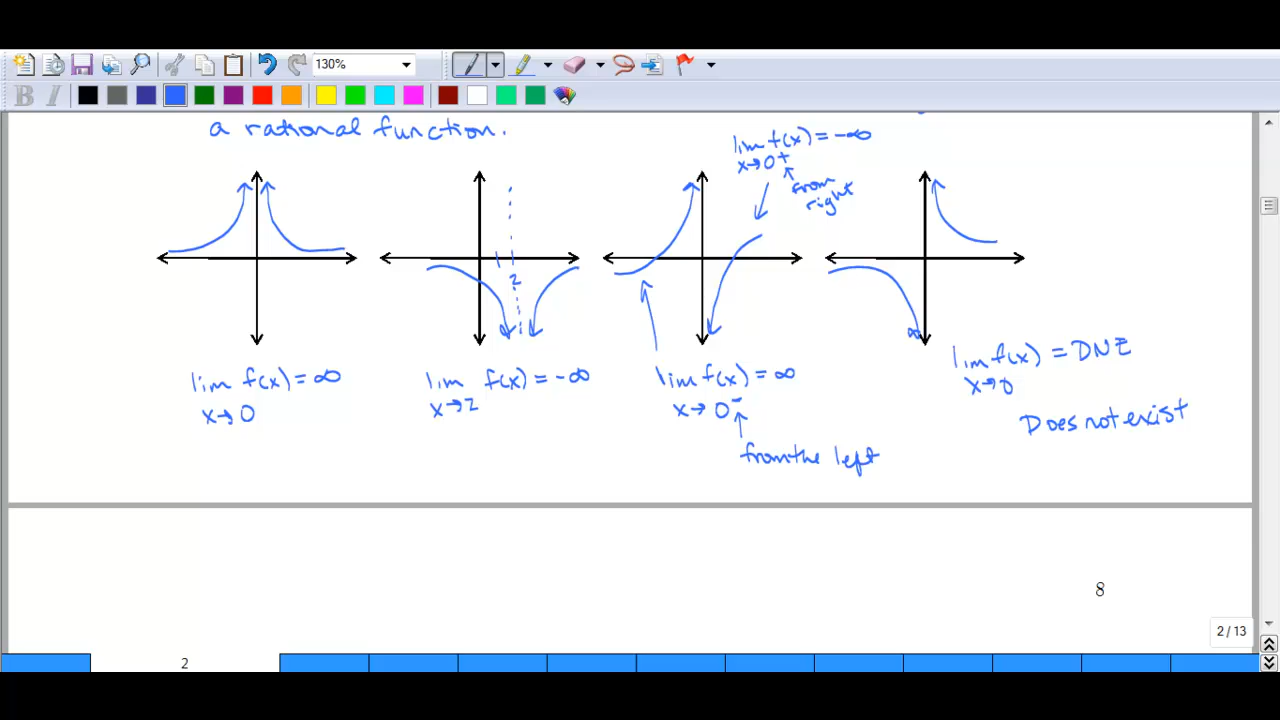 130%
B I
a rational function.
lim f(x) = -∞
x→0+
from
right
1
2
lim f(x) = ∞
x→0
lim f(x) = -∞
x→2
lim f(x) = ∞
x→0-
from the left
lim f(x) = DNE
x→0
Does not exist
8
2 / 13
2